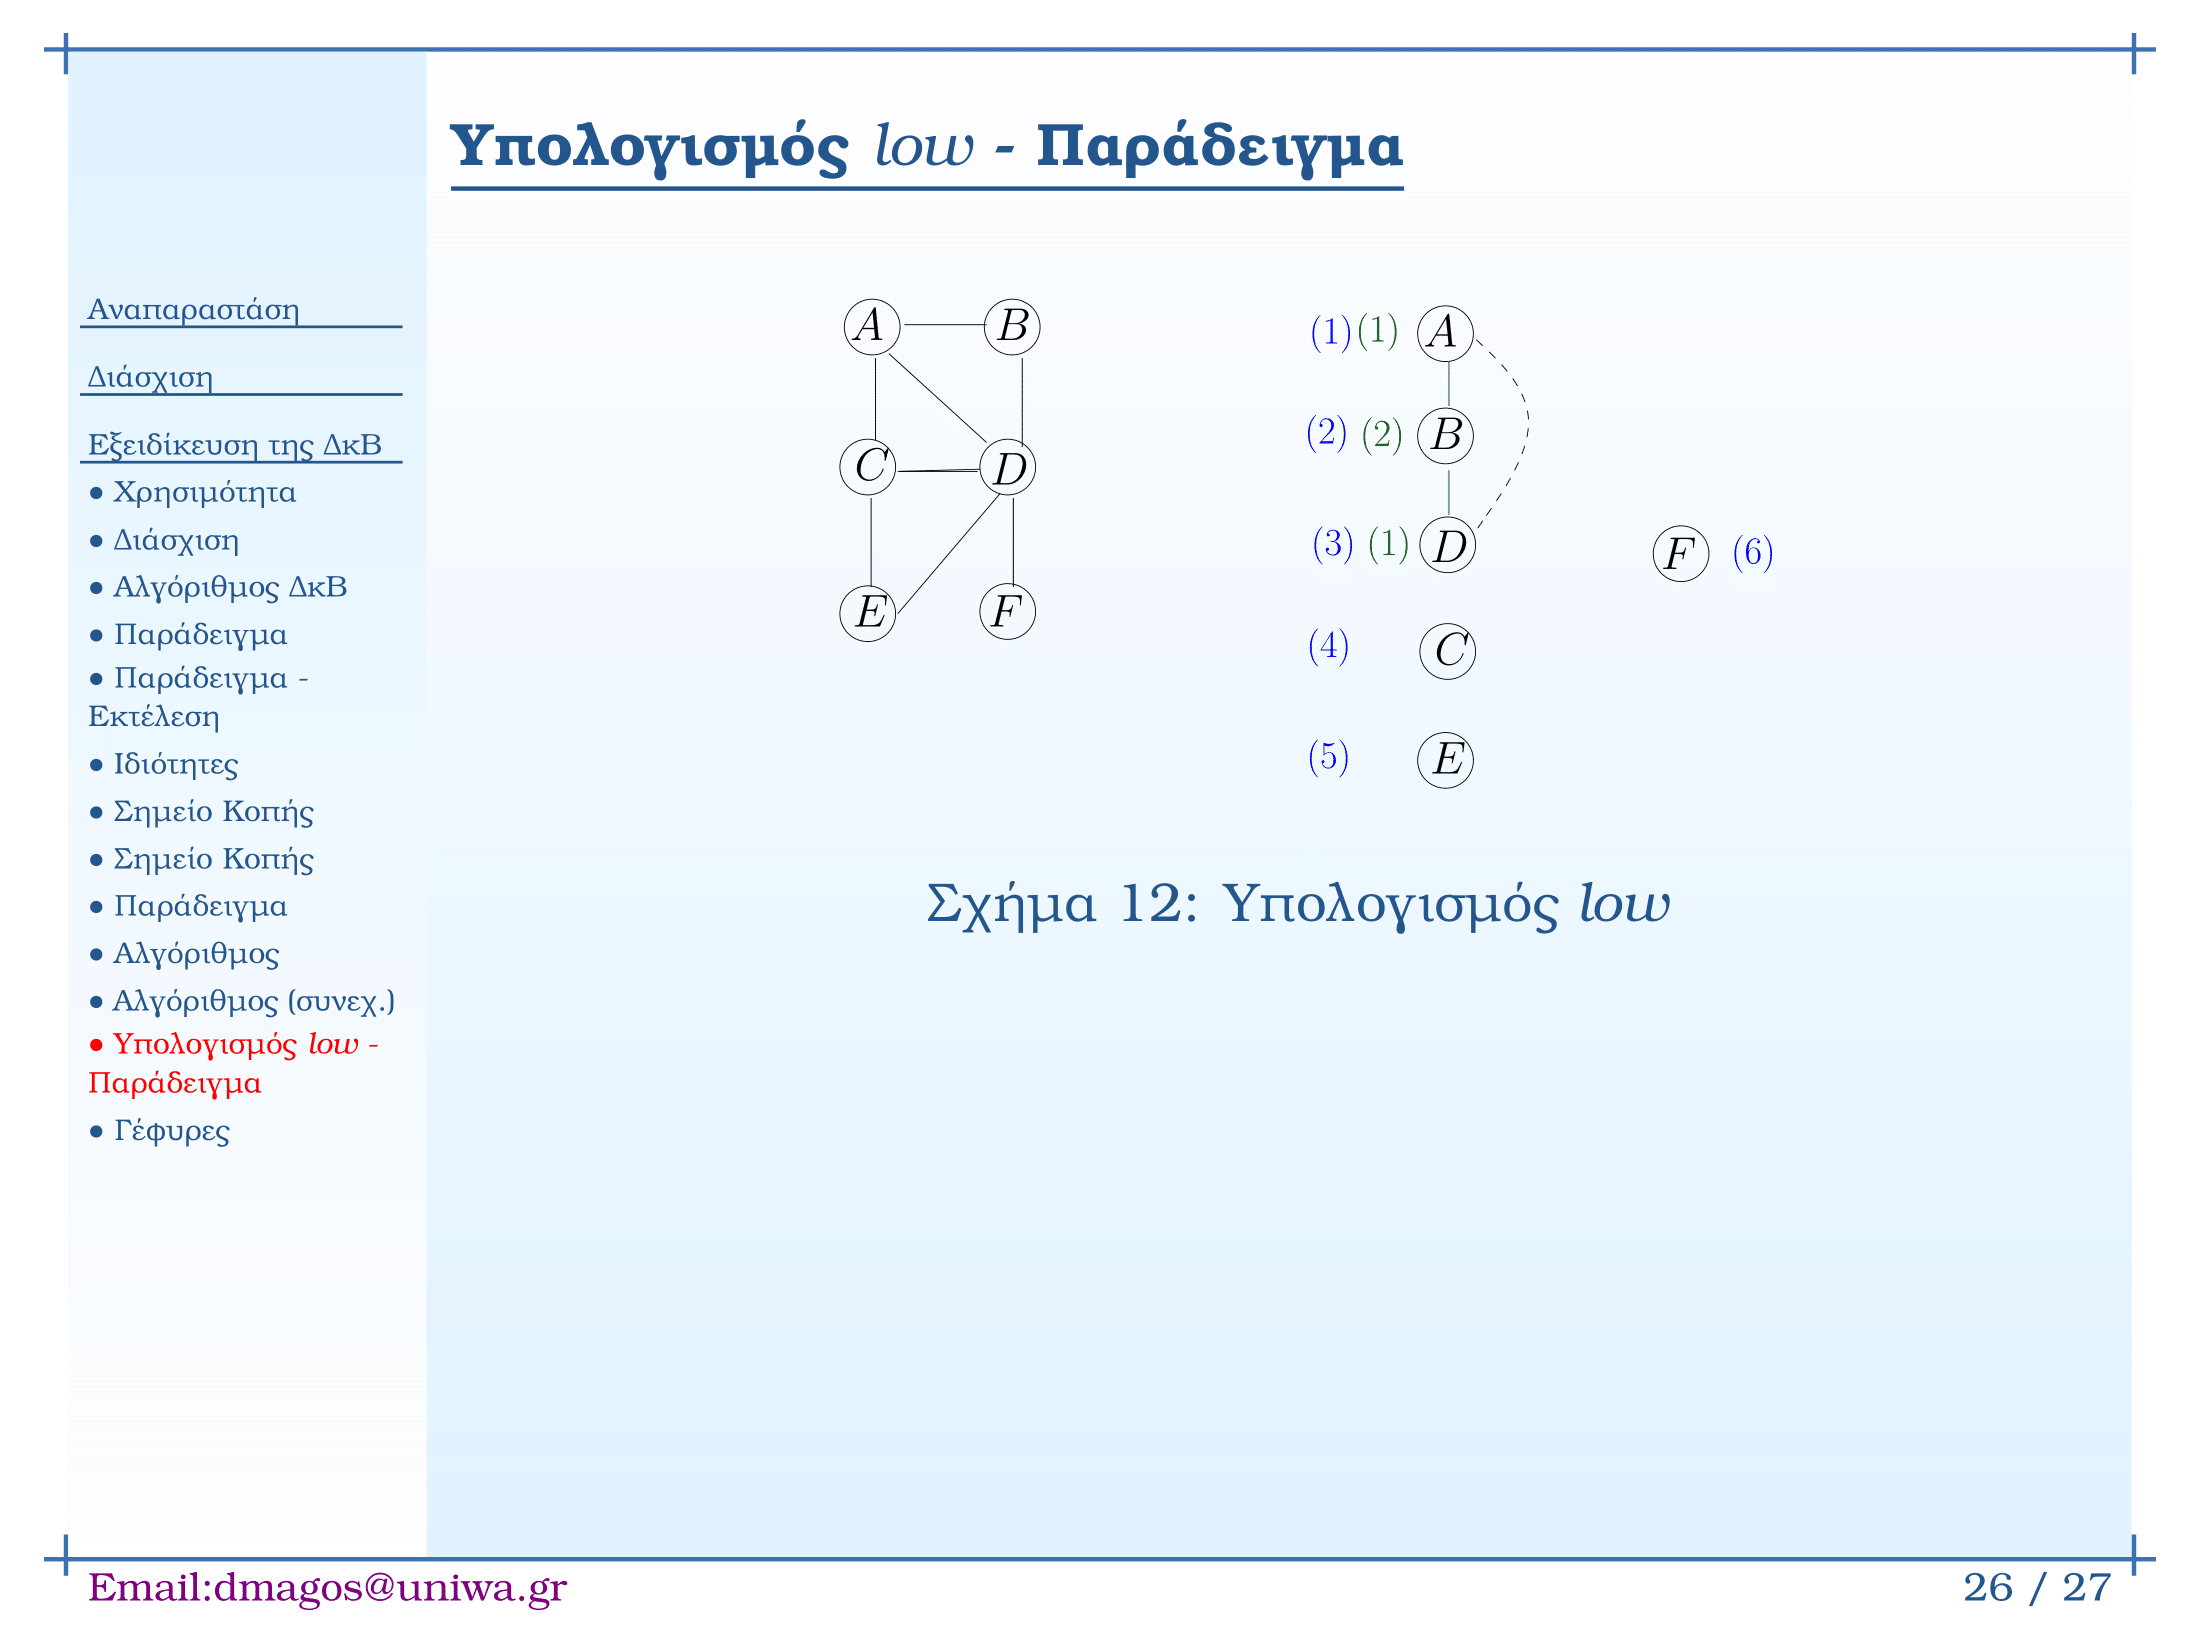 Υπολογισμός low - Παράδειγμα
Αναπαραστάση
Διάσχιση
Εξειδίκευση της ΔκΒ
● Χρησιμότητα
● Διάσχιση
● Αλγόριθμος ΔκΒ
● Παράδειγμα
● Παράδειγμα -
Εκτέλεση
● Ιδιότητες
● Σημείο Κοπής
● Σημείο Κοπής
● Παράδειγμα
● Αλγόριθμος
● Αλγόριθμος (συνεχ.)
● Υπολογισμός low -
Παράδειγμα
● Γέφυρες
A B
C D
E F
(1) (1) A
(2) (2) B
(3) (1) D
F (6)
(4) C
(5) E
Σχήμα 12: Υπολογισμός low
Email:dmagos@uniwa.gr
26 / 27